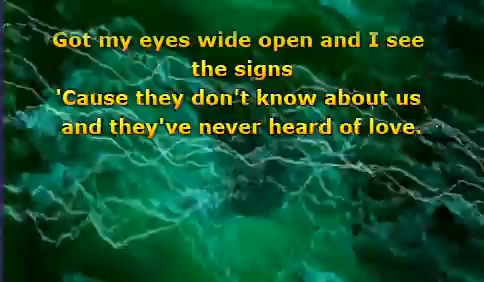 Got my eyes wide open and I see
the signs
'Cause they don't know about us
and they've never heard of love.